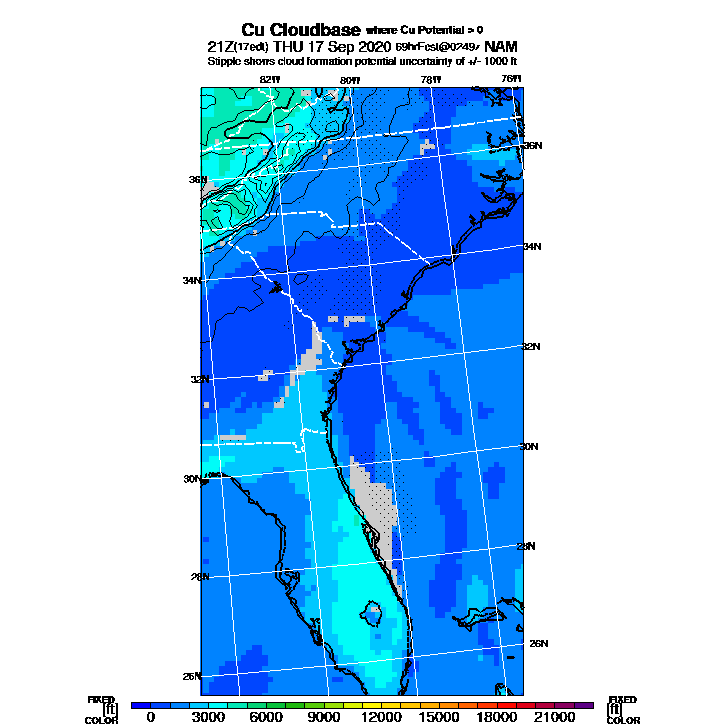 Cu Cloudbase where Cu Potential > 0
21Z(17edt) THU 17 Sep 2020 69hrFcst@0249z NAM
Stipple shows cloud formation potential uncertainty of +/- 1000 ft
82W 80W 78W 76W
36N 36N
34N 34N
32N 32N
30N 30N
28N 28N
26N 26N
FIXED FIXED
[ft] [ft]
COLOR COLOR
0 3000 6000 9000 12000 15000 18000 21000